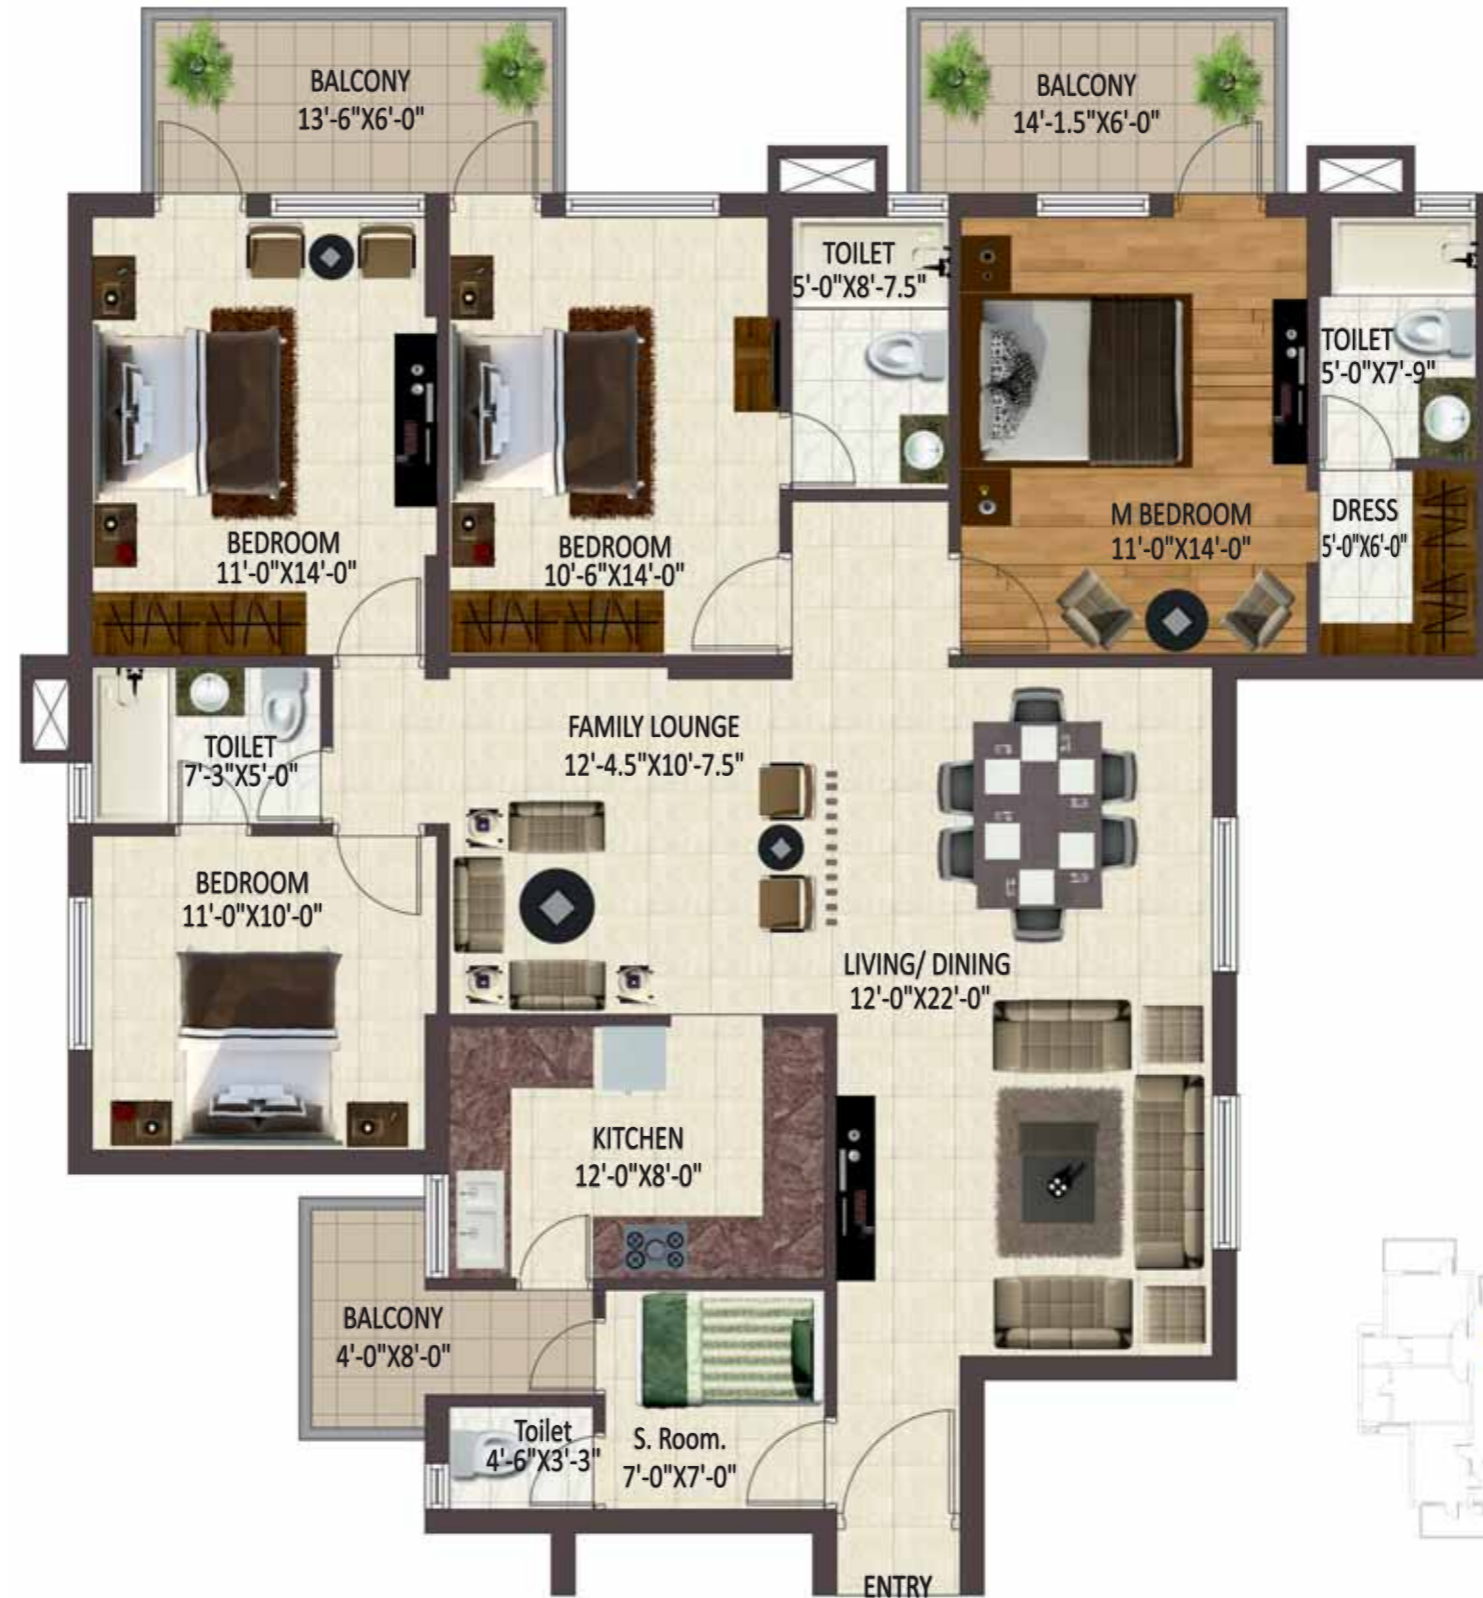 BALCONY
13'-6"X6'-0"
BALCONY
14'-1.5"X6'-0"
TOILET
5'-0"X8'-7.5"
TOILET
5'-0"X7'-9"
BEDROOM
11'-0"X14'-0"
BEDROOM
10'-6"X14'-0"
M BEDROOM
11'-0"X14'-0"
DRESS
5'-0"X6'-0"
TOILET
7'-3"X5'-0"
FAMILY LOUNGE
12'-4.5"X10'-7.5"
BEDROOM
11'-0"X10'-0"
LIVING/ DINING
12'-0"X22'-0"
KITCHEN
12'-0"X8'-0"
BALCONY
4'-0"X8'-0"
Toilet
4'-6"X3'-3"
S. Room.
7'-0"X7'-0"
ENTRY